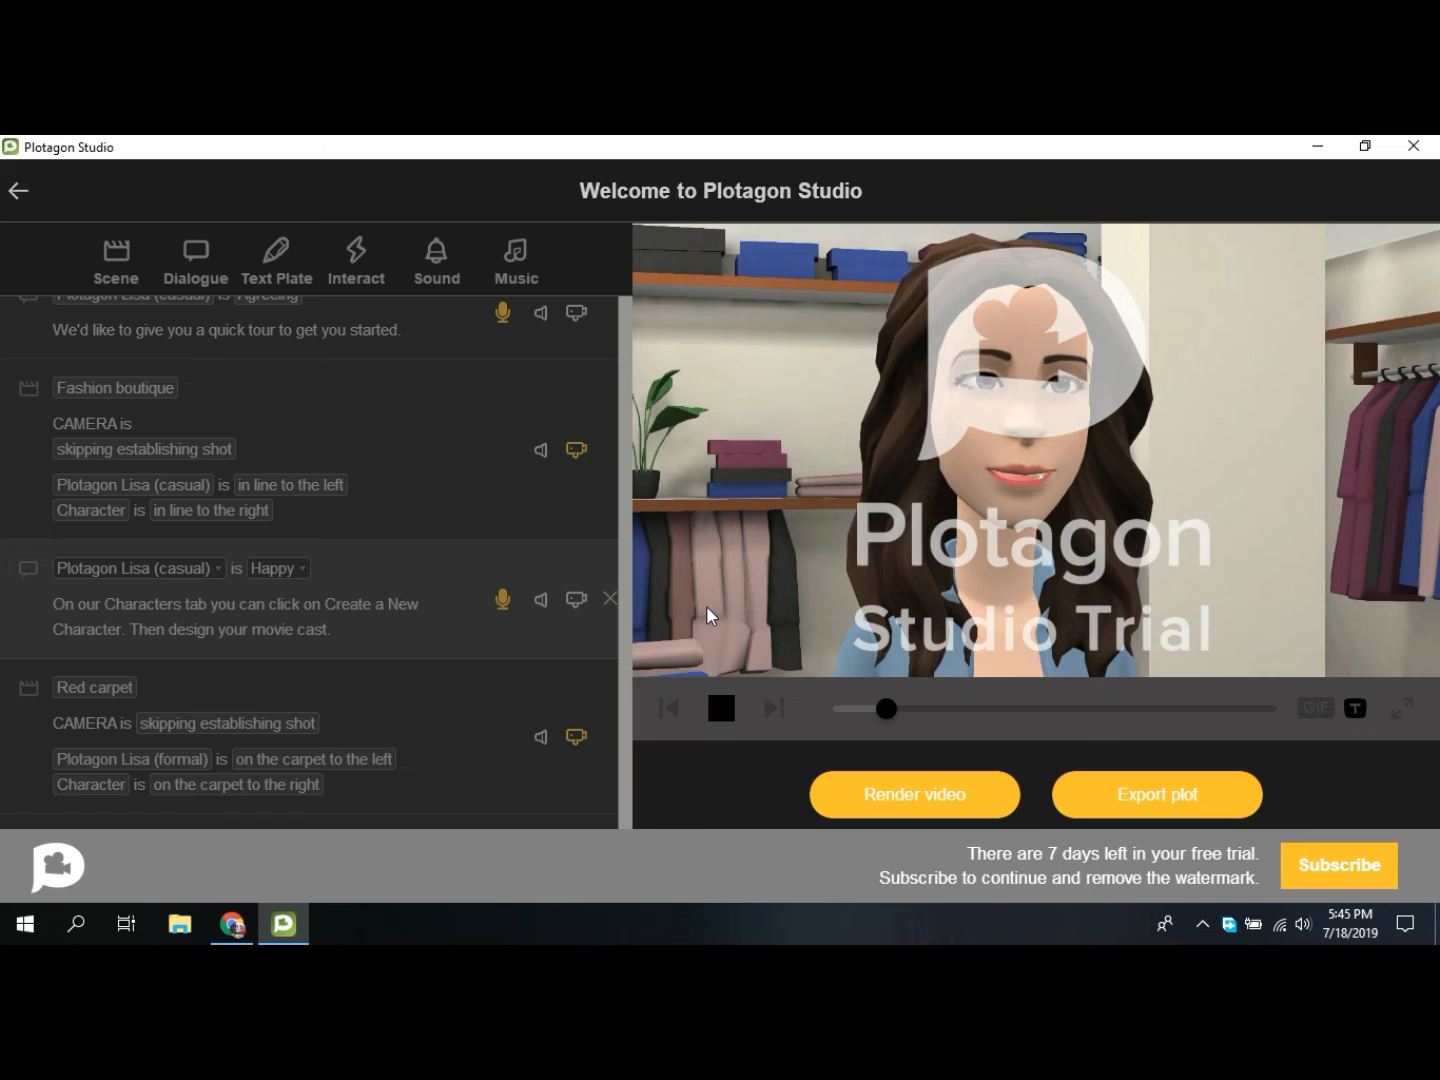 Plotagon Studio
Welcome to Plotagon Studio
Scene
Dialogue
Text Plate
Interact
Sound
Music
Plotagon Lisa (casual) is Agreeing
We'd like to give you a quick tour to get you started.
Fashion boutique
CAMERA is
skipping establishing shot
Plotagon Lisa (casual) is in line to the left
Character is in line to the right
Plotagon Lisa (casual) is Happy
On our Characters tab you can click on Create a New
Character. Then design your movie cast.
Red carpet
CAMERA is skipping establishing shot
Plotagon Lisa (formal) is on the carpet to the left
Character is on the carpet to the right
Plotagon
Studio Trial
GIF
T
Render video
Export plot
There are 7 days left in your free trial.
Subscribe to continue and remove the watermark.
Subscribe
5:45 PM
7/18/2019